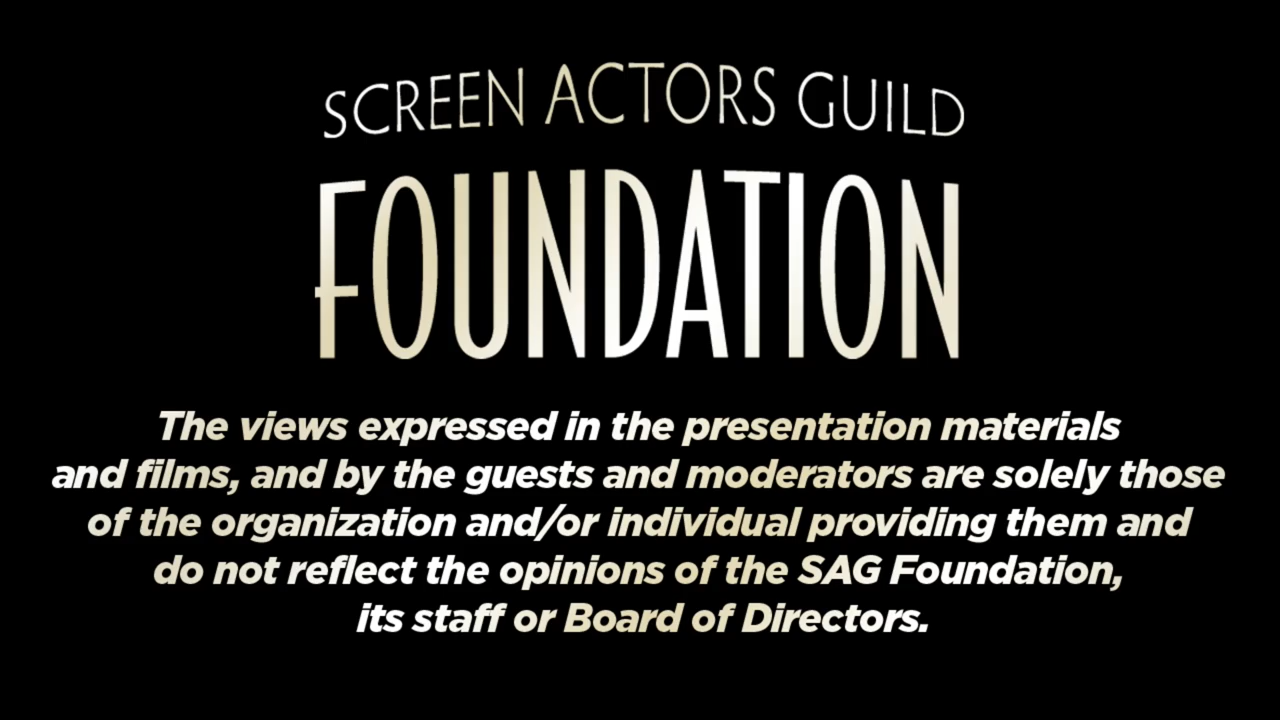 SCREEN ACTORS GUILD
FOUNDATION
The views expressed in the presentation materials
and films, and by the guests and moderators are solely those
of the organization and/or individual providing them and
do not reflect the opinions of the SAG Foundation,
its staff or Board of Directors.